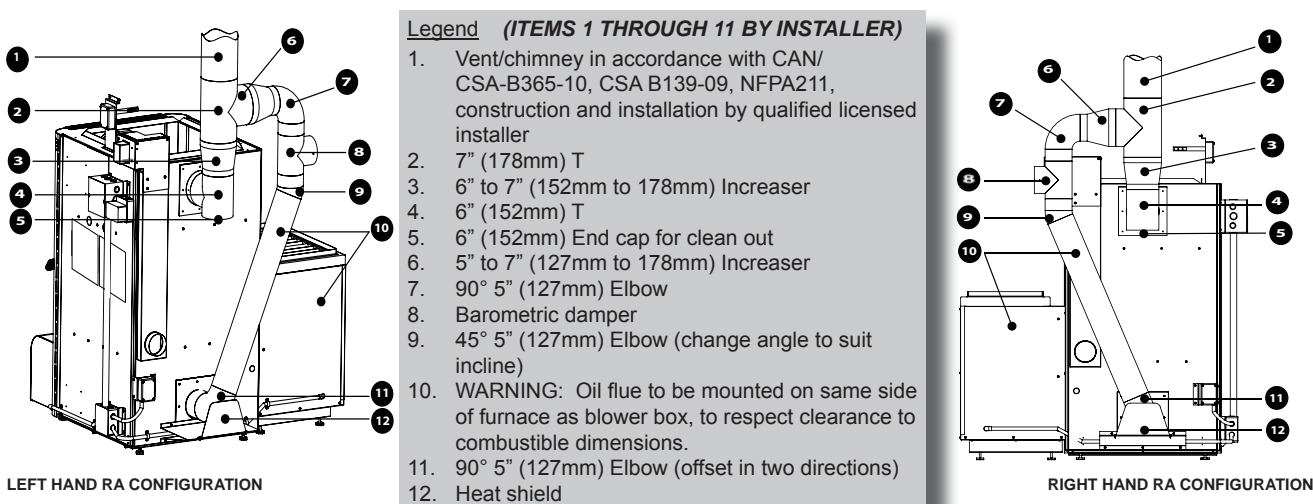 1
2
3
4
5
6
7
8
9
10
11
12
LEFT HAND RA CONFIGURATION
Legend (ITEMS 1 THROUGH 11 BY INSTALLER)
1. Vent/chimney in accordance with CAN/
CSA-B365-10, CSA B139-09, NFPA211,
construction and installation by qualified licensed
installer
2. 7” (178mm) T
3. 6” to 7” (152mm to 178mm) Increaser
4. 6” (152mm) T
5. 6” (152mm) End cap for clean out
6. 5” to 7” (127mm to 178mm) Increaser
7. 90° 5” (127mm) Elbow
8. Barometric damper
9. 45° 5” (127mm) Elbow (change angle to suit
incline)
10. WARNING: Oil flue to be mounted on same side
of furnace as blower box, to respect clearance to
combustible dimensions.
11. 90° 5” (127mm) Elbow (offset in two directions)
12. Heat shield
1
2
3
4
5
6
7
8
9
10
11
12
RIGHT HAND RA CONFIGURATION